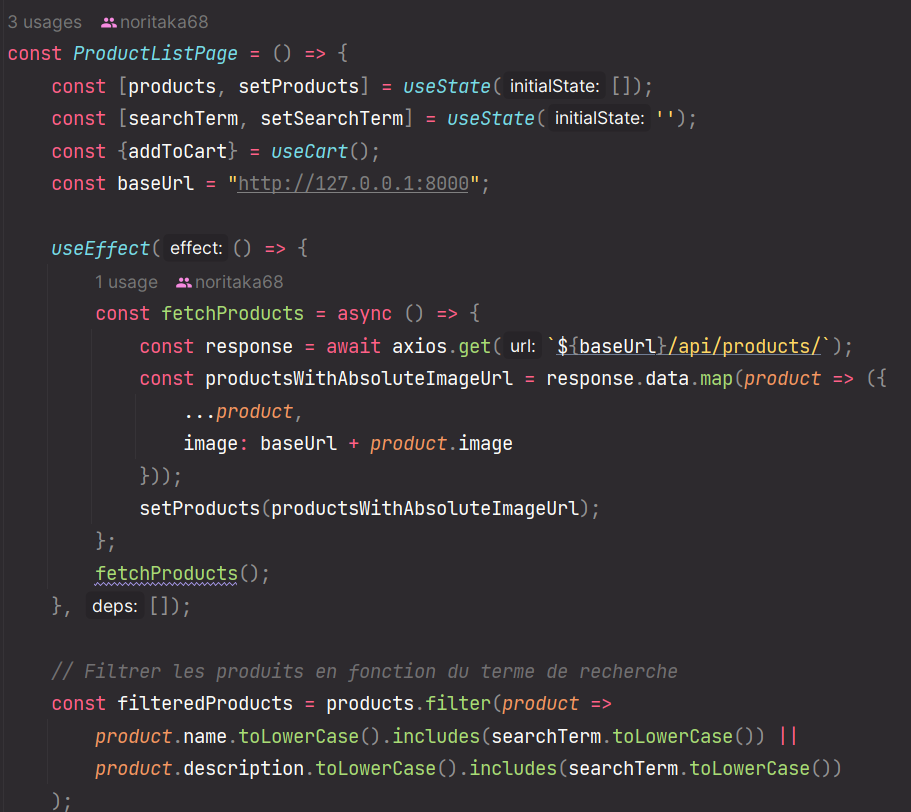 3 usages noritaka68
const ProductListPage = () => {
    const [products, setProducts] = useState( initialState: []);
    const [searchTerm, setSearchTerm] = useState( initialState: '');
    const {addToCart} = useCart();
    const baseUrl = "http://127.0.0.1:8000";

    useEffect( effect: () => {
        1 usage noritaka68
        const fetchProducts = async () => {
            const response = await axios.get( url: `${baseUrl}/api/products/`);
            const productsWithAbsoluteImageUrl = response.data.map(product => ({
                ...product,
                image: baseUrl + product.image
            }));
            setProducts(productsWithAbsoluteImageUrl);
        };
        fetchProducts();
    }, deps: []);

    // Filtrer les produits en fonction du terme de recherche
    const filteredProducts = products.filter(product =>
        product.name.toLowerCase().includes(searchTerm.toLowerCase()) ||
        product.description.toLowerCase().includes(searchTerm.toLowerCase())
    );